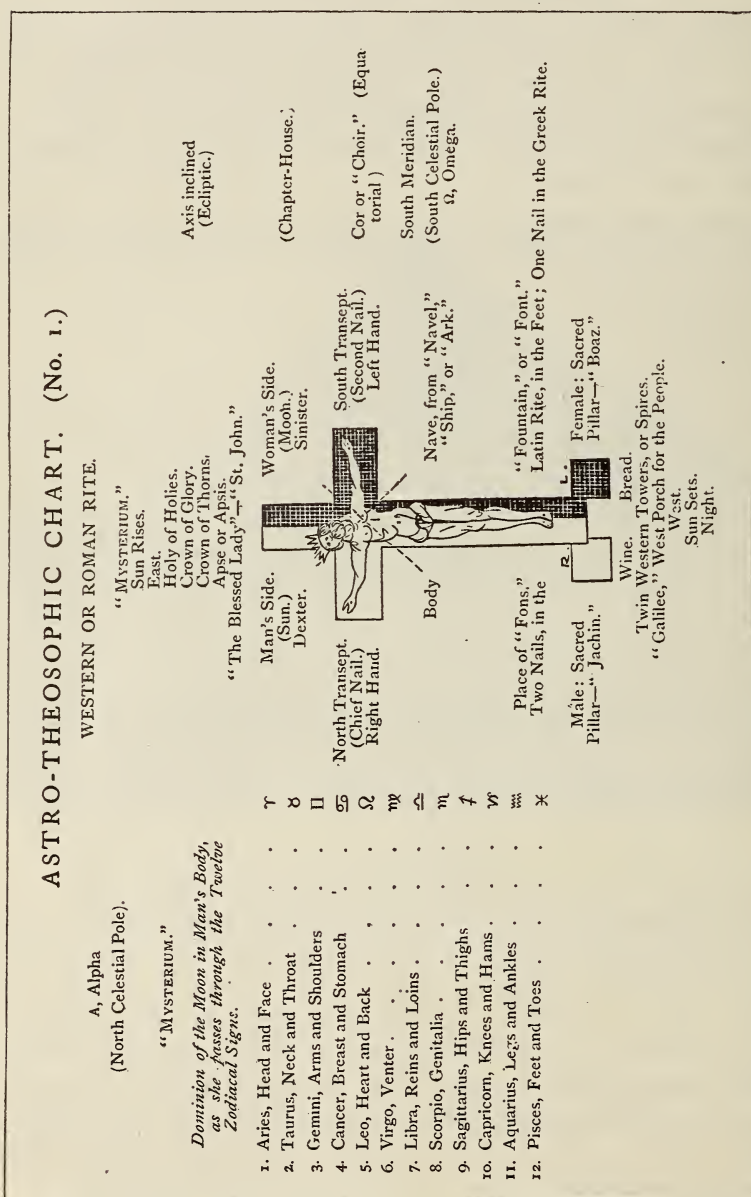 ASTRO-THEOSOPHIC CHART. (No. 1.)
WESTERN OR ROMAN RITE.
A, Alpha
(North Celestial Pole).
"MYSTERIUM."
Dominion of the Moon in Man's Body,
as she passes through the Twelve
Zodiacal Signs.
1. Aries, Head and Face . . . . ♈
2. Taurus, Neck and Throat . . . . ♉
3. Gemini, Arms and Shoulders . . . ♊
4. Cancer, Breast and Stomach . . . ♋
5. Leo, Heart and Back . . . . ♌
6. Virgo, Venter . . . . . . ♍
7. Libra, Reins and Loins . . . . ♎
8. Scorpio, Genitalia . . . . . ♏
9. Sagittarius, Hips and Thighs . . . ♐
10. Capricorn, Knees and Hams . . . ♑
11. Aquarius, Legs and Ankles . . . ♒
12. Pisces, Feet and Toes . . . . ♓
"MYSTERIUM."
Sun Rises.
East.
Holy of Holies.
Crown of Glory.
Crown of Thorns.
Apse or Apsis.
"The Blessed Lady"—"St. John."
Man's Side.
(Sun.)
Dexter.
Woman's Side.
(Mooh.)
Sinister.
North Transept.
(Chief Nail.)
Right Hand.
South Transept.
(Second Nail.)
Left Hand.
Body
Nave, from "Navel,"
"Ship," or "Ark."
Place of "Fons."
Two Nails, in the
"Fountain," or "Font."
Latin Rite, in the Feet; One Nail in the Greek Rite.
R.
L.
Male: Sacred
Pillar—"Jachin."
Female: Sacred
Pillar—"Boaz."
Wine. Bread.
Twin Western Towers, or Spires.
"Galilee," West Porch for the People.
West.
Sun Sets.
Night.
Axis inclined
(Ecliptic.)
(Chapter-House.)
Cor or "Choir." (Equa-
torial)
South Meridian.
(South Celestial Pole.)
Ω, Omega.